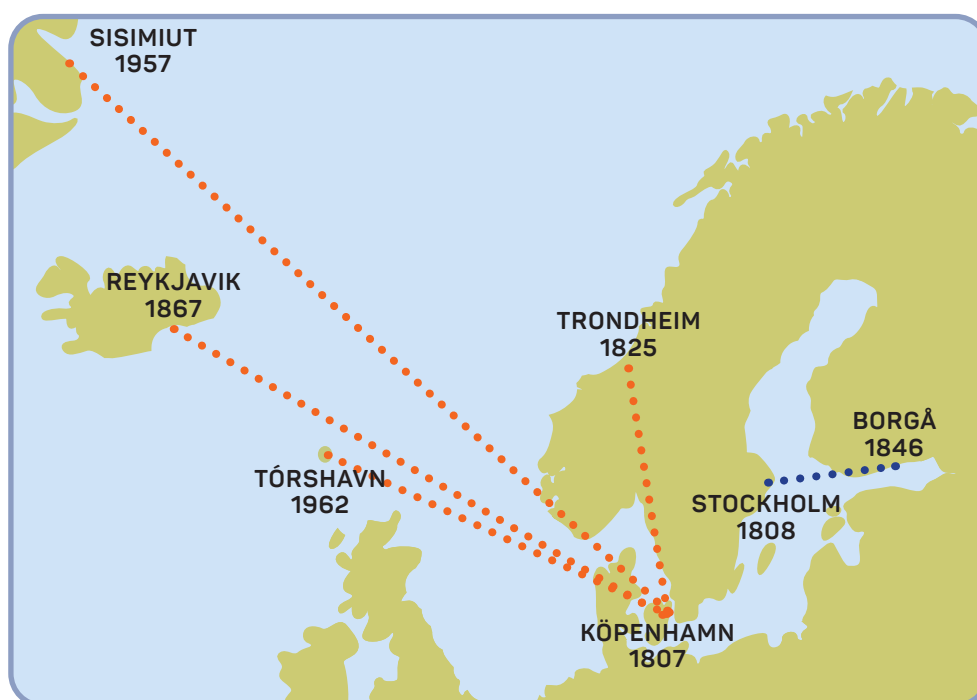 SISIMIUT
1957
REYKJAVIK
1867
TRONDHEIM
1825
BORGÅ
1846
TÓRSHAVN
1962
STOCKHOLM
1808
KÖPENHAMN
1807